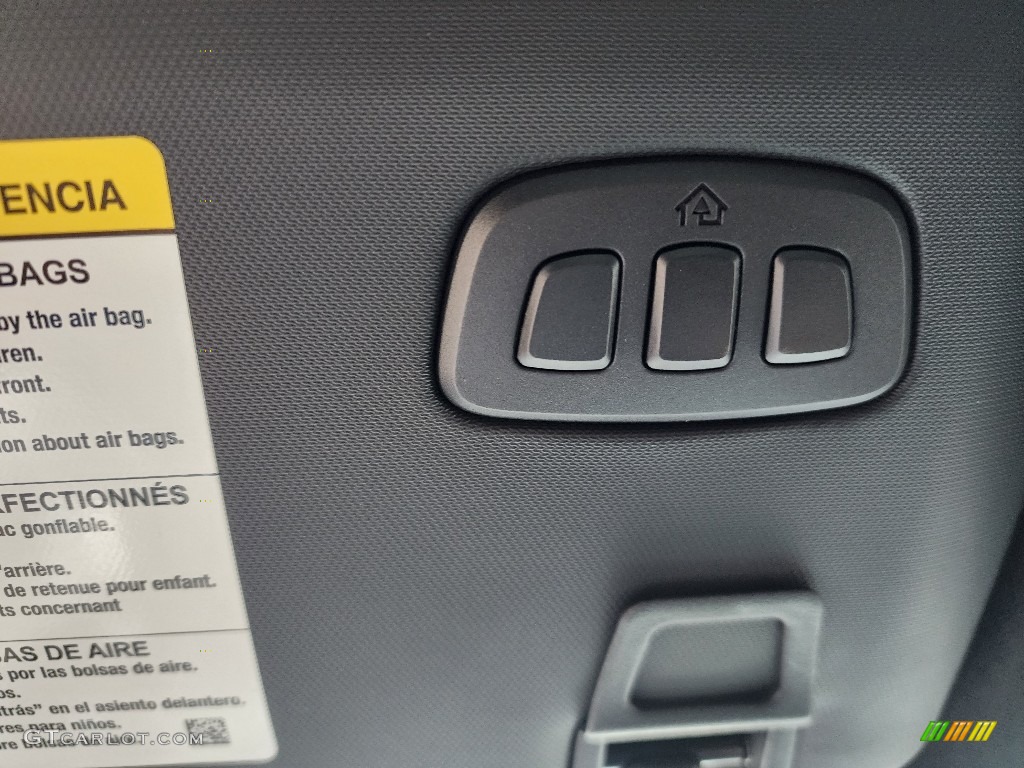 ENCIA
BAGS
by the air bag.
ren.
ront.
ts.
on about air bags.
FECTIONNÉS
ac gonflable.
'arrière.
de retenue pour enfant.
ts concernant
AS DE AIRE
por las bolsas de aire.
os.
trás" en el asiento delantero.
res para niños.
GTCARLOT.COM